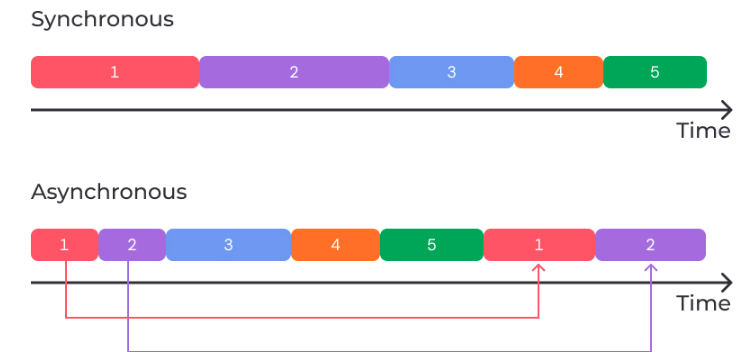 Synchronous
1 2 3 4 5
Time
Asynchronous
1 2 3 4 5 1 2
Time